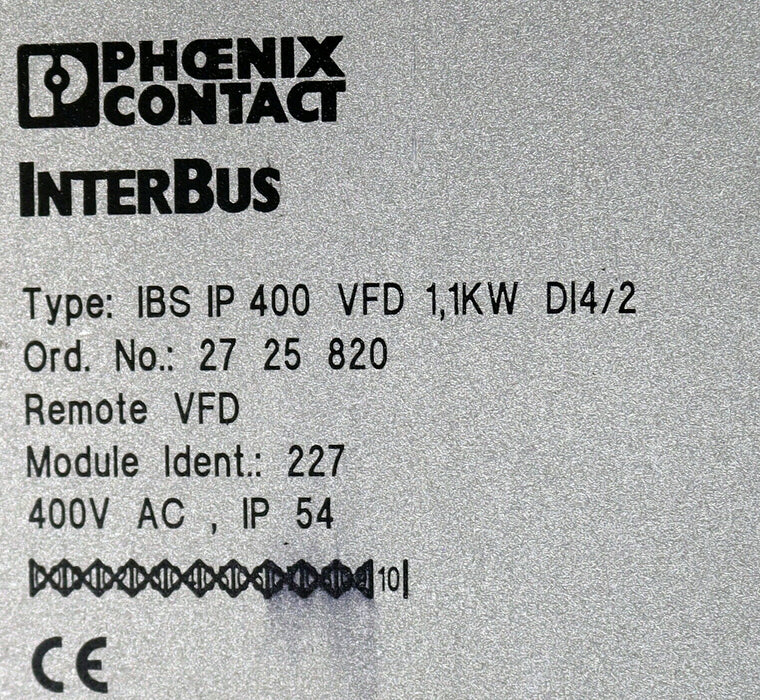 PHŒNIX
CONTACT
INTERBUS
Type: IBS IP 400 VFD 1,1KW DI4/2
Ord. No.: 27 25 820
Remote VFD
Module Ident.: 227
400V AC , IP 54
10
CE